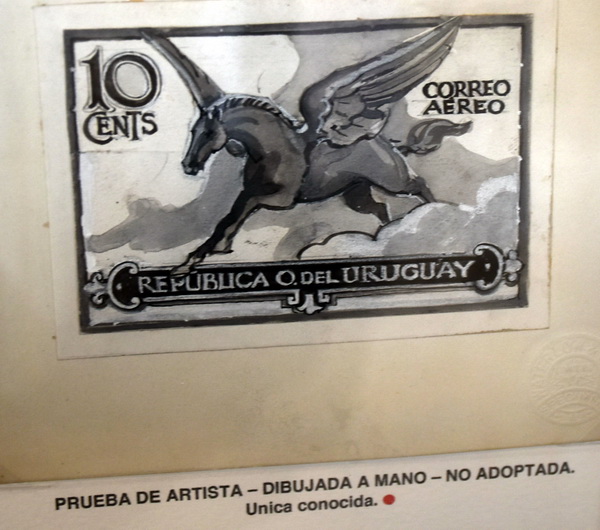 10
CENTS
CORREO
AEREO
REPUBLICA O. DEL URUGUAY
PRUEBA DE ARTISTA – DIBUJADA A MANO – NO ADOPTADA.
Unica conocida.